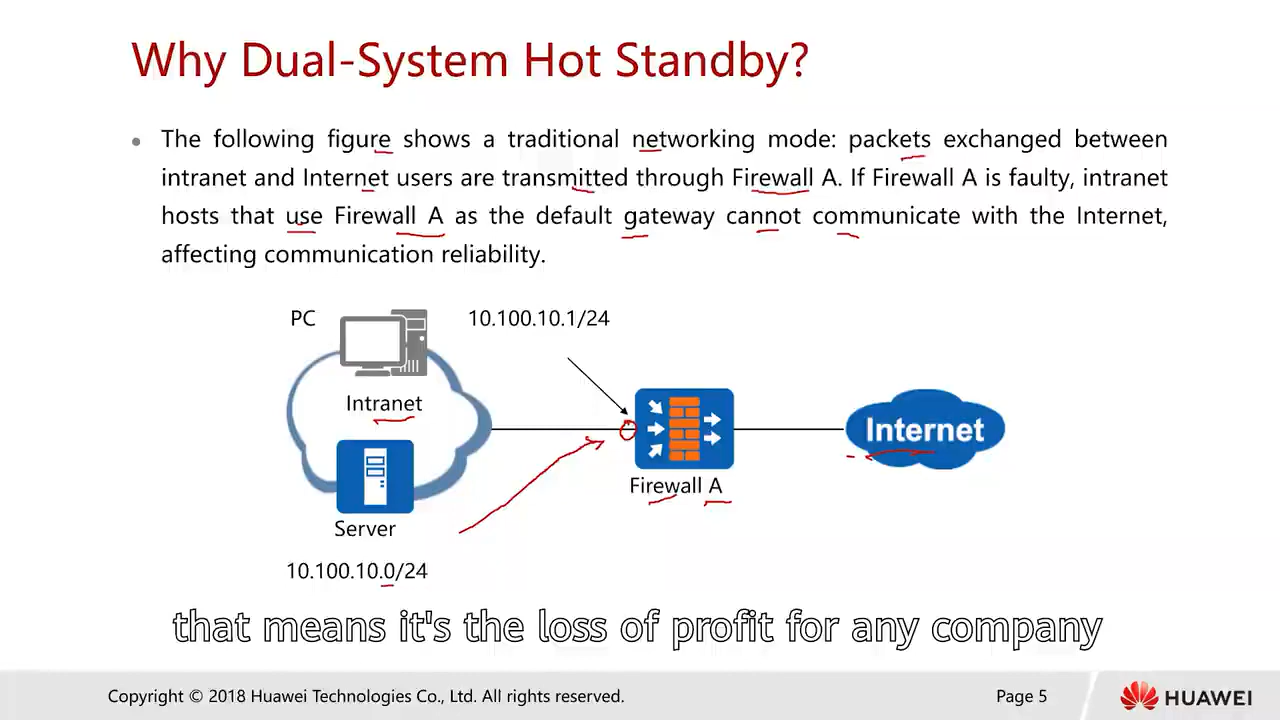 Why Dual-System Hot Standby?
The following figure shows a traditional networking mode: packets exchanged between
intranet and Internet users are transmitted through Firewall A. If Firewall A is faulty, intranet
hosts that use Firewall A as the default gateway cannot communicate with the Internet,
affecting communication reliability.
PC
10.100.10.1/24
Intranet
Internet
Firewall A
Server
10.100.10.0/24
that means it's the loss of profit for any company
Copyright © 2018 Huawei Technologies Co., Ltd. All rights reserved.
Page 5
HUAWEI